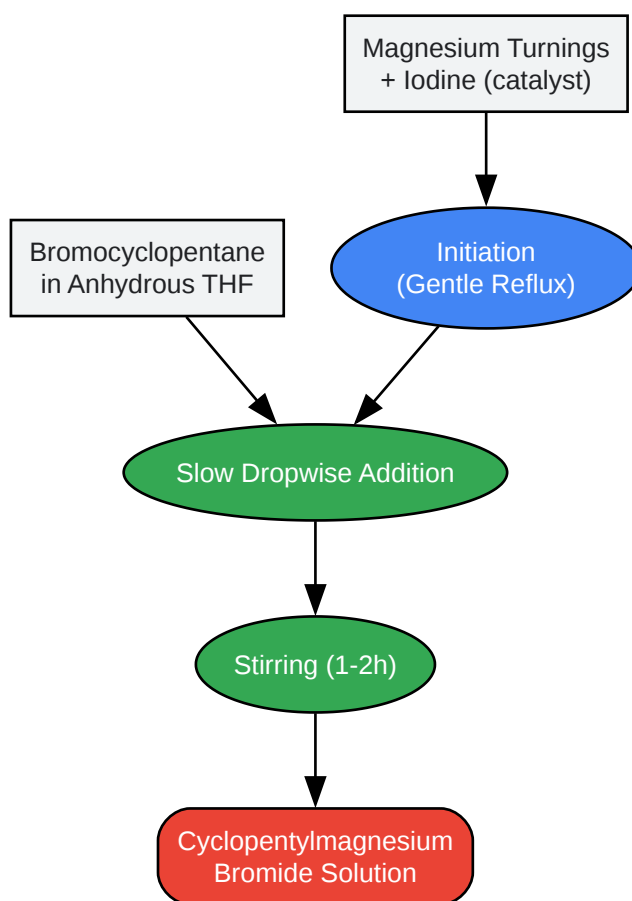 Magnesium Turnings
+ Iodine (catalyst)
Bromocyclopentane
in Anhydrous THF
Initiation
(Gentle Reflux)
Slow Dropwise Addition
Stirring (1-2h)
Cyclopentylmagnesium
Bromide Solution